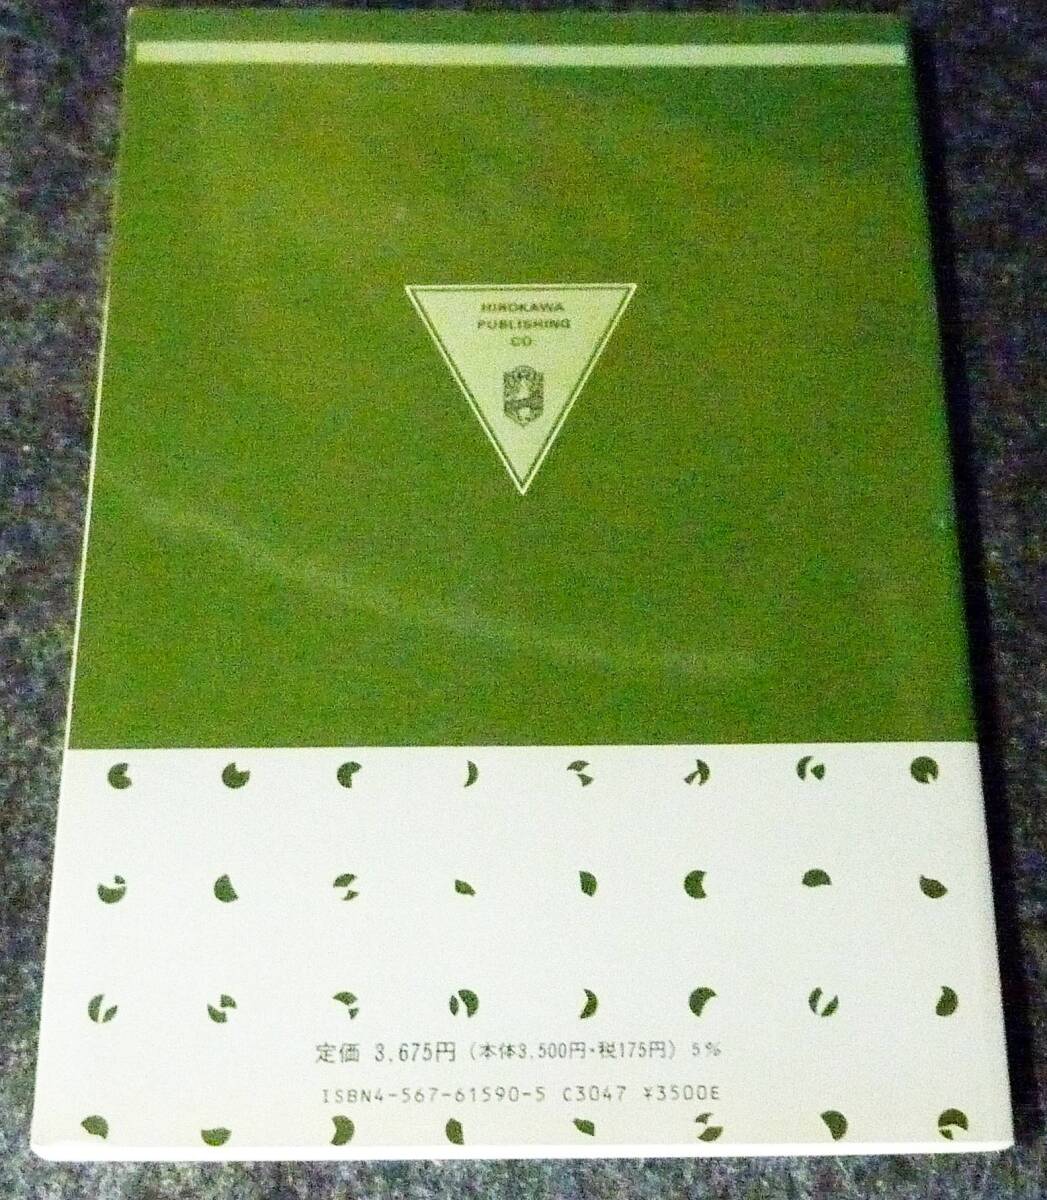 HIROKAWA
PUBLISHING
CO.
定価 3,675円 (本体3,500円・税175円) 5%
ISBN4-567-61590-5 C3047 ¥3500E